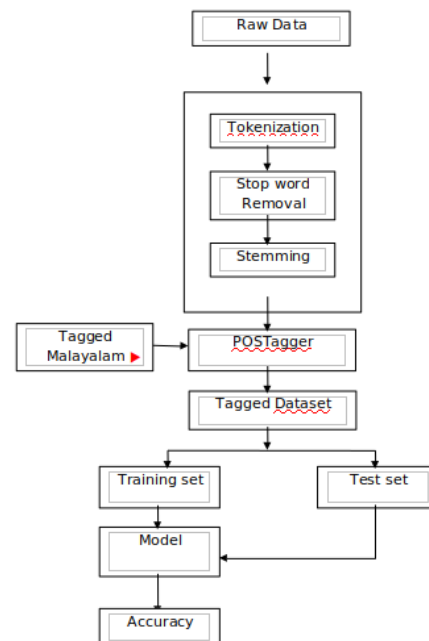 Raw Data
Tokenization
Stop word
Removal
Stemming
Tagged
Malayalam
POSTagger
Tagged Dataset
Training set
Test set
Model
Accuracy